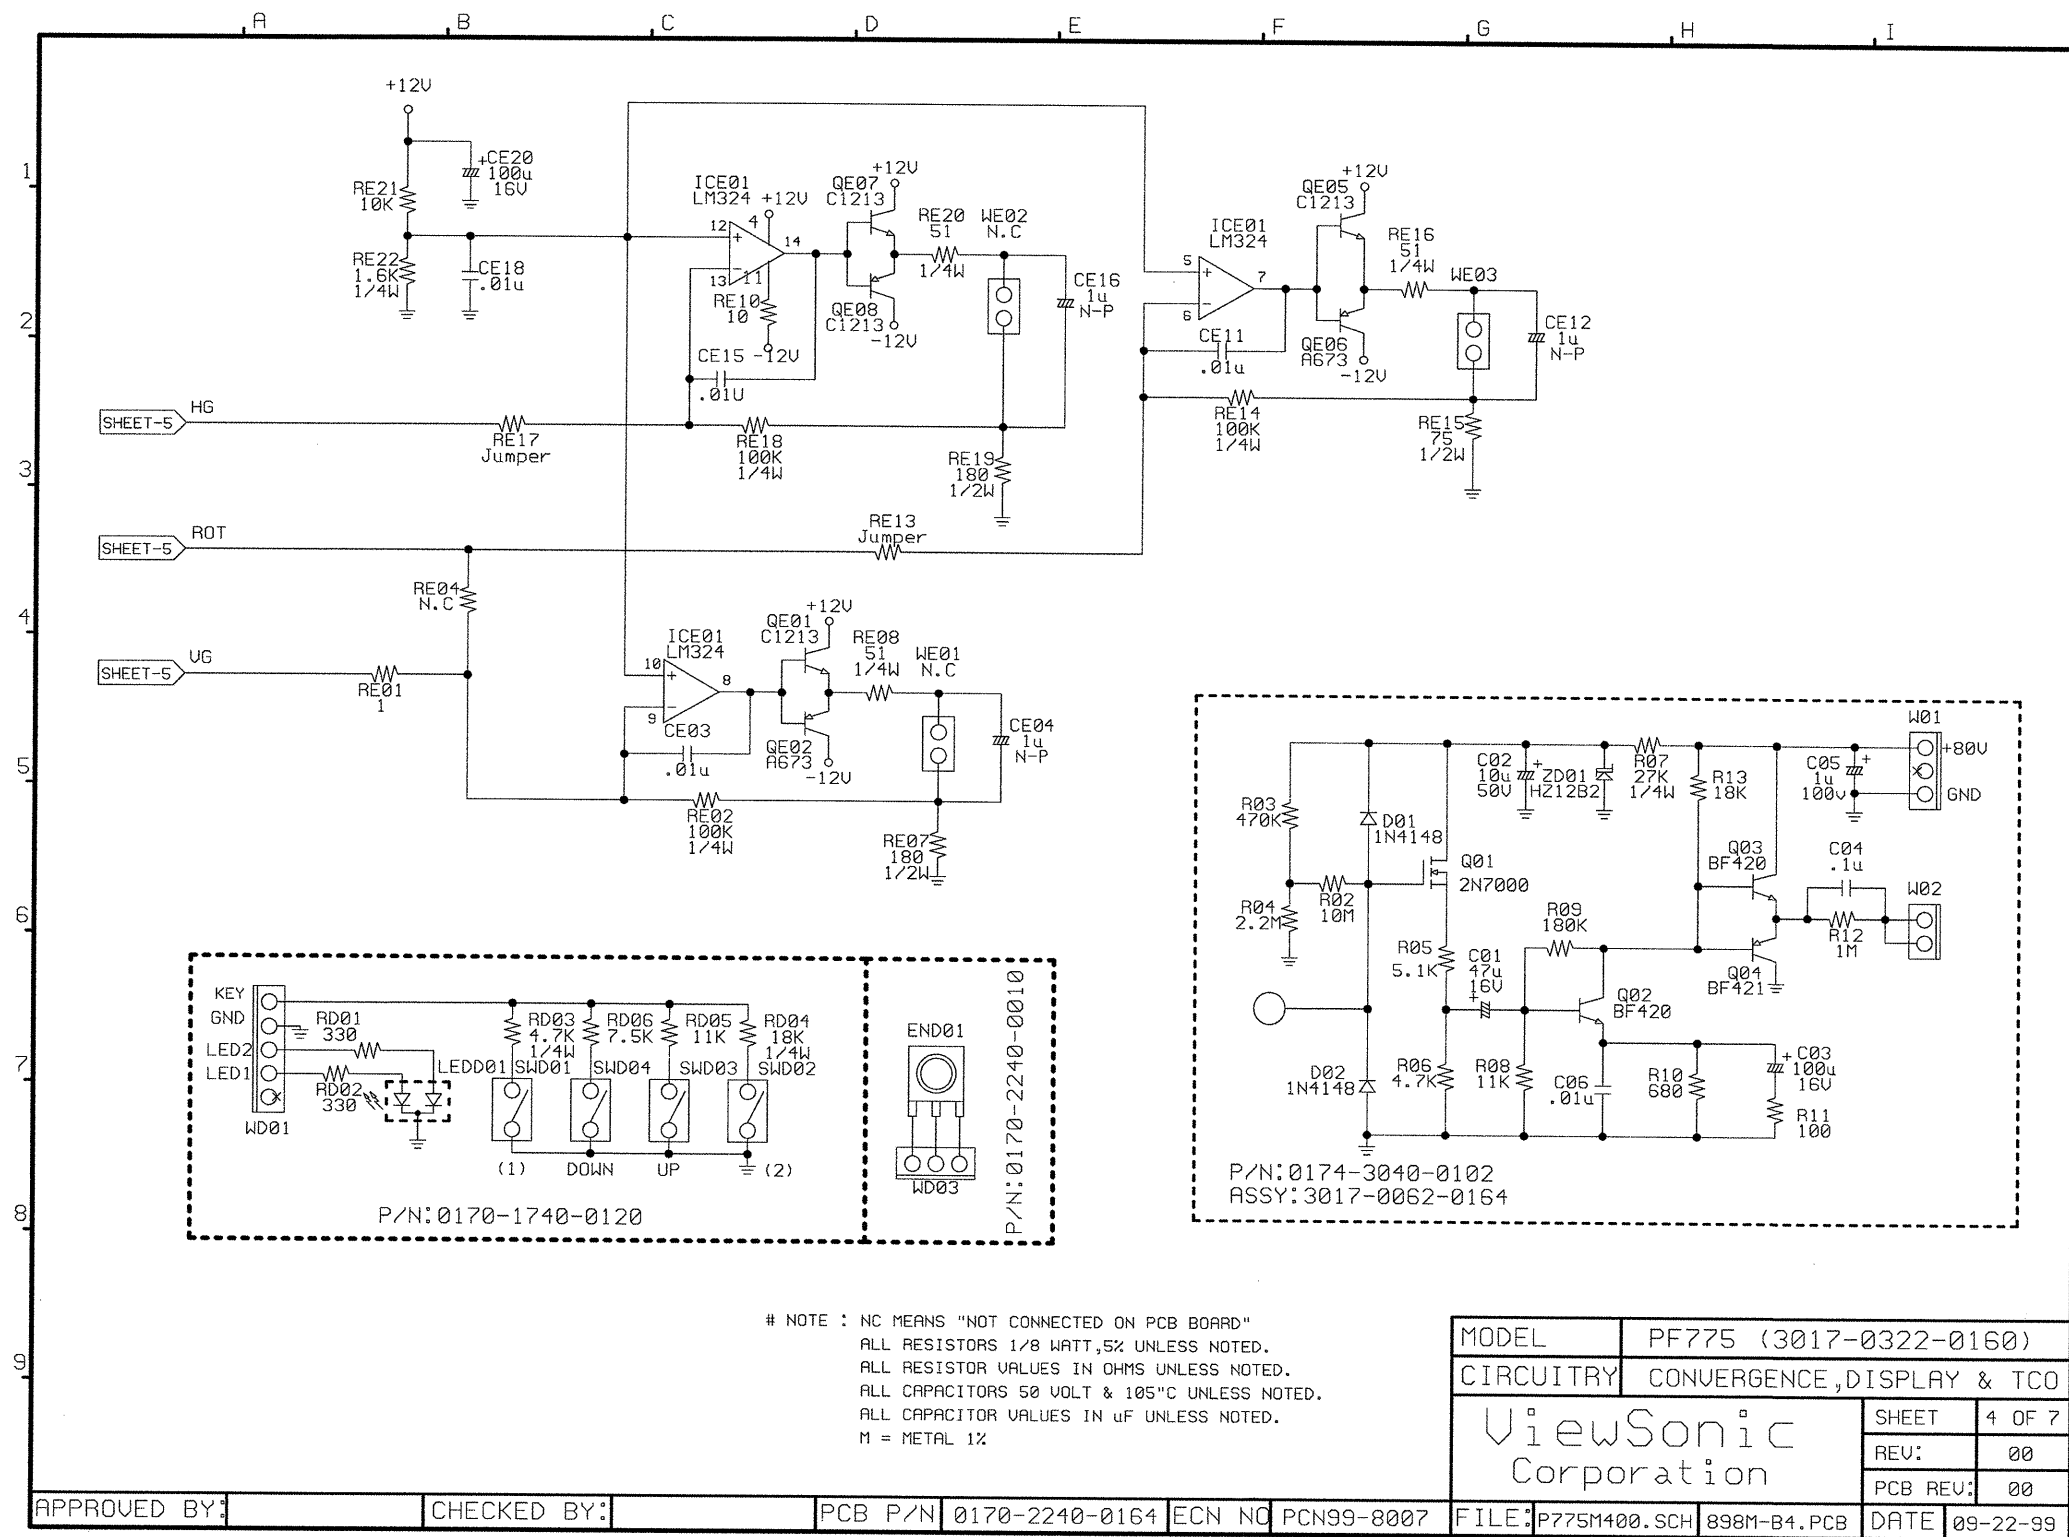 A B C D E F G H I
1
2
3
4
5
6
7
8
9
+12V
CE20
100u
16V
RE21
10K
RE22
1.6K
1/4W
CE18
.01u
ICE01
LM324
+12V
12
4
14
13
11
RE10
10
-12V
CE15
.01U
QE07
C1213
+12V
QE08
C1213
-12V
RE20
51
1/4W
WE02
N.C
CE16
1u
N-P
ICE01
LM324
5
7
6
CE11
.01u
QE05
C1213
+12V
QE06
A673
-12V
RE16
51
1/4W
WE03
CE12
1u
N-P
RE14
100K
1/4W
RE15
75
1/2W
SHEET-5 HG
RE17
Jumper
RE18
100K
1/4W
RE19
180
1/2W
SHEET-5 ROT
RE13
Jumper
RE04
N.C
SHEET-5 VG
RE01
1
ICE01
LM324
10
8
9
CE03
.01u
QE01
C1213
+12V
QE02
A673
-12V
RE08
51
1/4W
WE01
N.C
CE04
1u
N-P
RE02
100K
1/4W
RE07
180
1/2W
W01
+80V
GND
C02
10u
50V
ZD01
HZ12B2
R07
27K
1/4W
R13
18K
C05
1u
100v
R03
470K
D01
1N4148
Q01
2N7000
Q03
BF420
C04
.1u
W02
R04
2.2M
R02
10M
R09
180K
R12
1M
R05
5.1K
C01
47u
16V
Q04
BF421
Q02
BF420
D02
1N4148
R06
4.7K
R08
11K
C06
.01u
R10
680
C03
100u
16V
R11
100
P/N:0174-3040-0102
ASSY:3017-0062-0164
KEY
GND
LED2
LED1
WD01
RD01
330
RD02
330
LEDD01
RD03
4.7K
1/4W
RD06
7.5K
RD05
11K
RD04
18K
1/4W
SWD01 SWD04 SWD03 SWD02
(1) DOWN UP (2)
P/N:0170-1740-0120
END01
WD03
P/N:0170-2240-0010
# NOTE : NC MEANS "NOT CONNECTED ON PCB BOARD"
ALL RESISTORS 1/8 WATT,5% UNLESS NOTED.
ALL RESISTOR VALUES IN OHMS UNLESS NOTED.
ALL CAPACITORS 50 VOLT & 105"C UNLESS NOTED.
ALL CAPACITOR VALUES IN uF UNLESS NOTED.
M = METAL 1%
MODEL PF775 (3017-0322-0160)
CIRCUITRY CONVERGENCE,DISPLAY & TCO
ViewSonic
Corporation
SHEET 4 OF 7
REV: 00
PCB REV: 00
APPROVED BY: CHECKED BY: PCB P/N 0170-2240-0164 ECN NO PCN99-8007 FILE: P775M400.SCH 898M-B4.PCB DATE 09-22-99